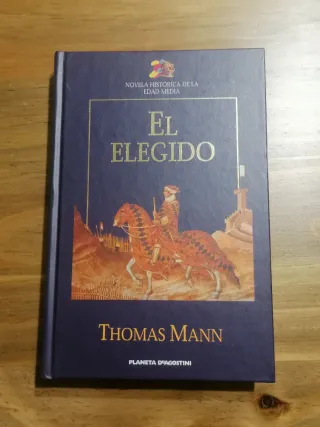 NOVELA HISTÓRICA DE LA
EDAD MEDIA
EL
ELEGIDO
THOMAS MANN
PLANETA DEAGOSTINI